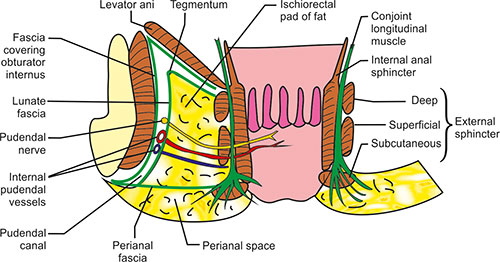 Levator ani
Tegmentum
Ischiorectal
pad of fat
Fascia
covering
obturator
internus
Lunate
fascia
Pudendal
nerve
Internal
pudendal
vessels
Pudendal
canal
Perianal
fascia
Perianal space
Conjoint
longitudinal
muscle
Internal anal
sphincter
Deep
Superficial
Subcutaneous
External
sphincter